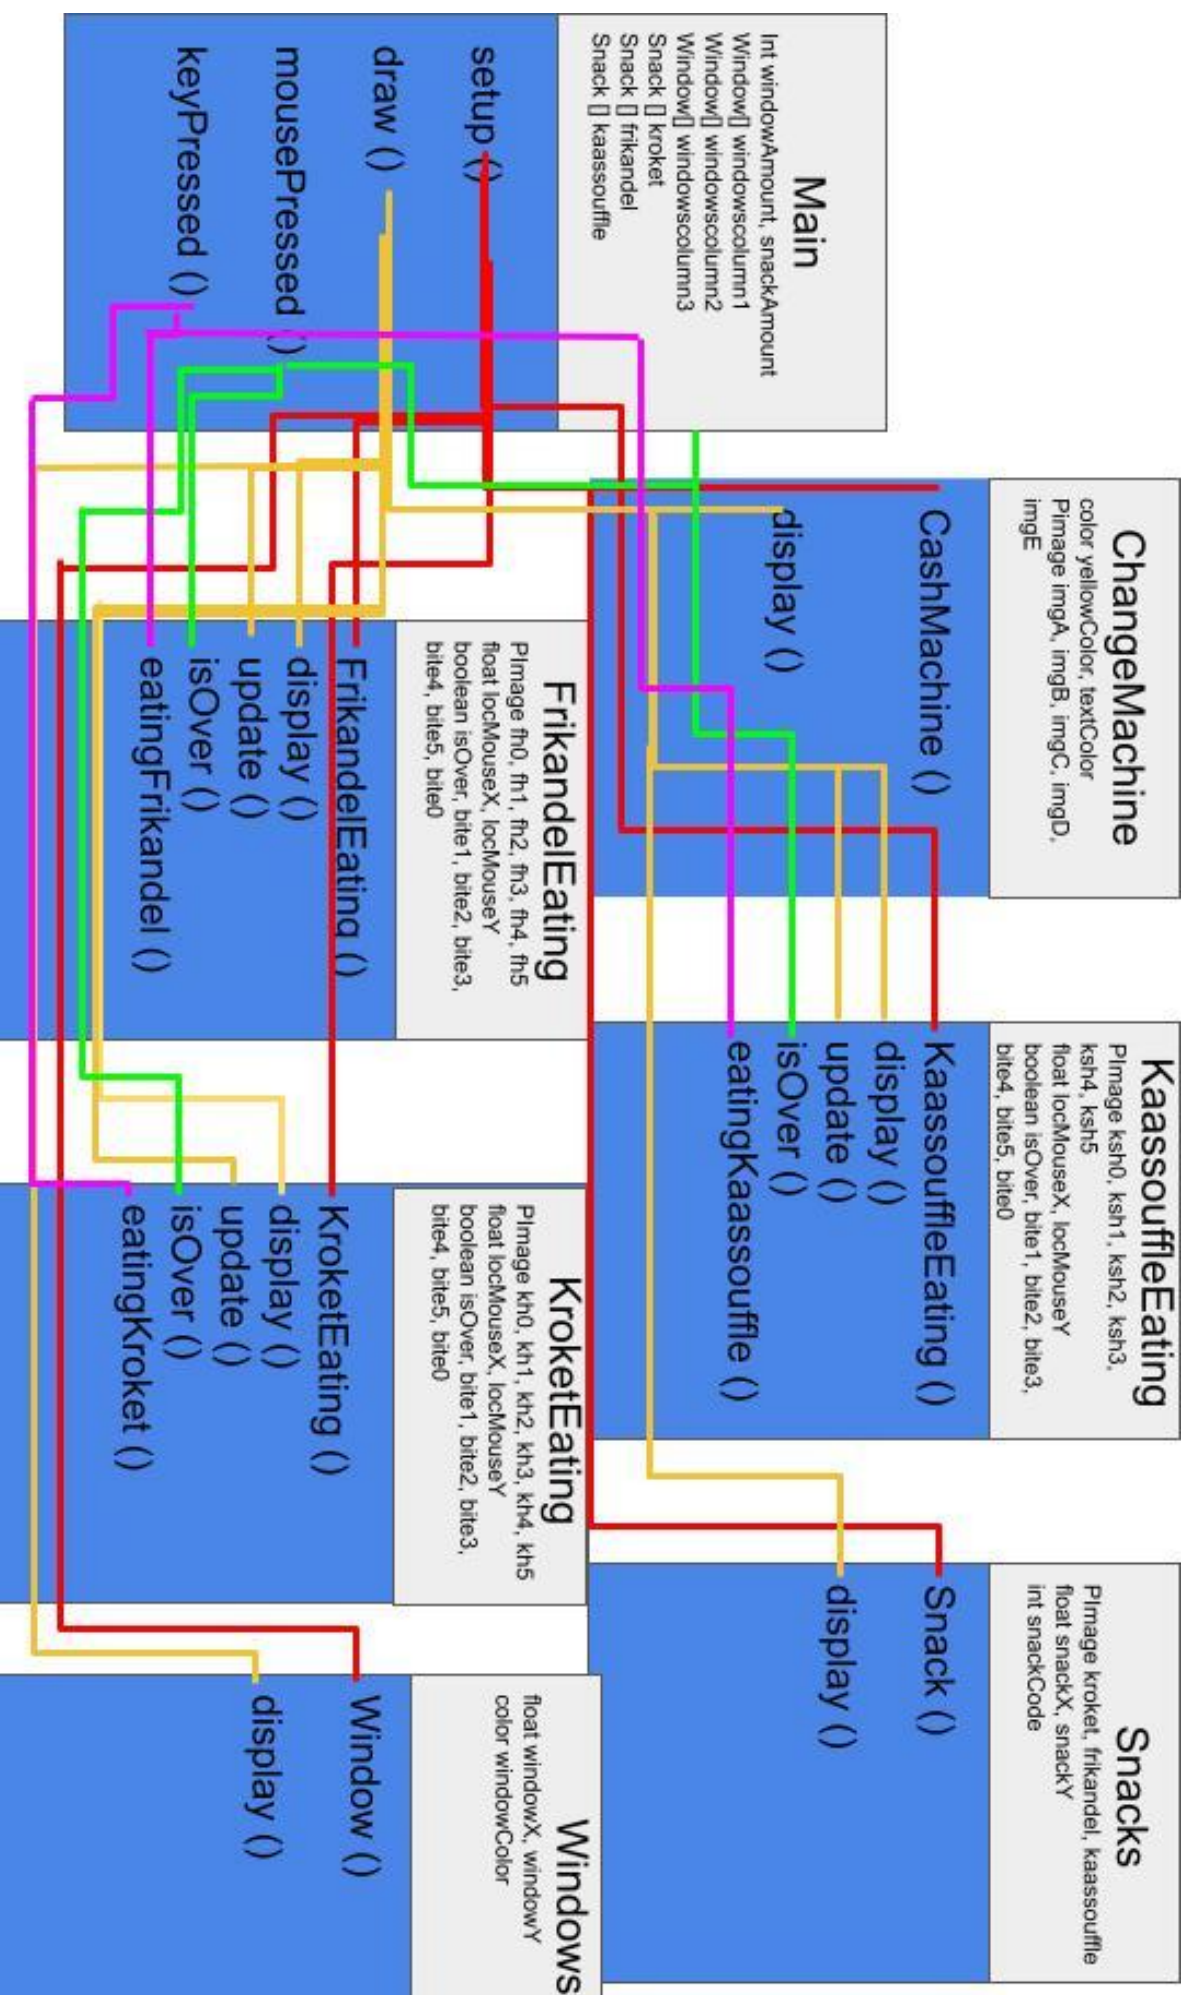 Main
Int windowAmount, snackAmount
Window[] windowscolumn1
Window[] windowscolumn2
Window[] windowscolumn3
Snack [] kroket
Snack [] frikandel
Snack [] kaassouffle
setup ()
draw ()
mousePressed ()
keyPressed ()
ChangeMachine
color yellowColor, textColor
PImage imgA, imgB, imgC, imgD,
imgE
CashMachine ()
display ()
KaassouffleEating
PImage ksh0, ksh1, ksh2, ksh3,
ksh4, ksh5
float locMouseX, locMouseY
boolean isOver, bite1, bite2, bite3,
bite4, bite5, bite0
KaassouffleEating ()
display ()
update ()
isOver ()
eatingKaassouffle ()
Snacks
PImage kroket, frikandel, kaassouffle
float snackX, snackY
int snackCode
Snack ()
display ()
FrikandelEating
PImage fh0, fh1, fh2, fh3, fh4, fh5
float locMouseX, locMouseY
boolean isOver, bite1, bite2, bite3,
bite4, bite5, bite0
FrikandelEating ()
display ()
update ()
isOver ()
eatingFrikandel ()
KroketEating
PImage kh0, kh1, kh2, kh3, kh4, kh5
float locMouseX, locMouseY
boolean isOver, bite1, bite2, bite3,
bite4, bite5, bite0
KroketEating ()
display ()
update ()
isOver ()
eatingKroket ()
Windows
float windowX, windowY
color windowColor
Window ()
display ()